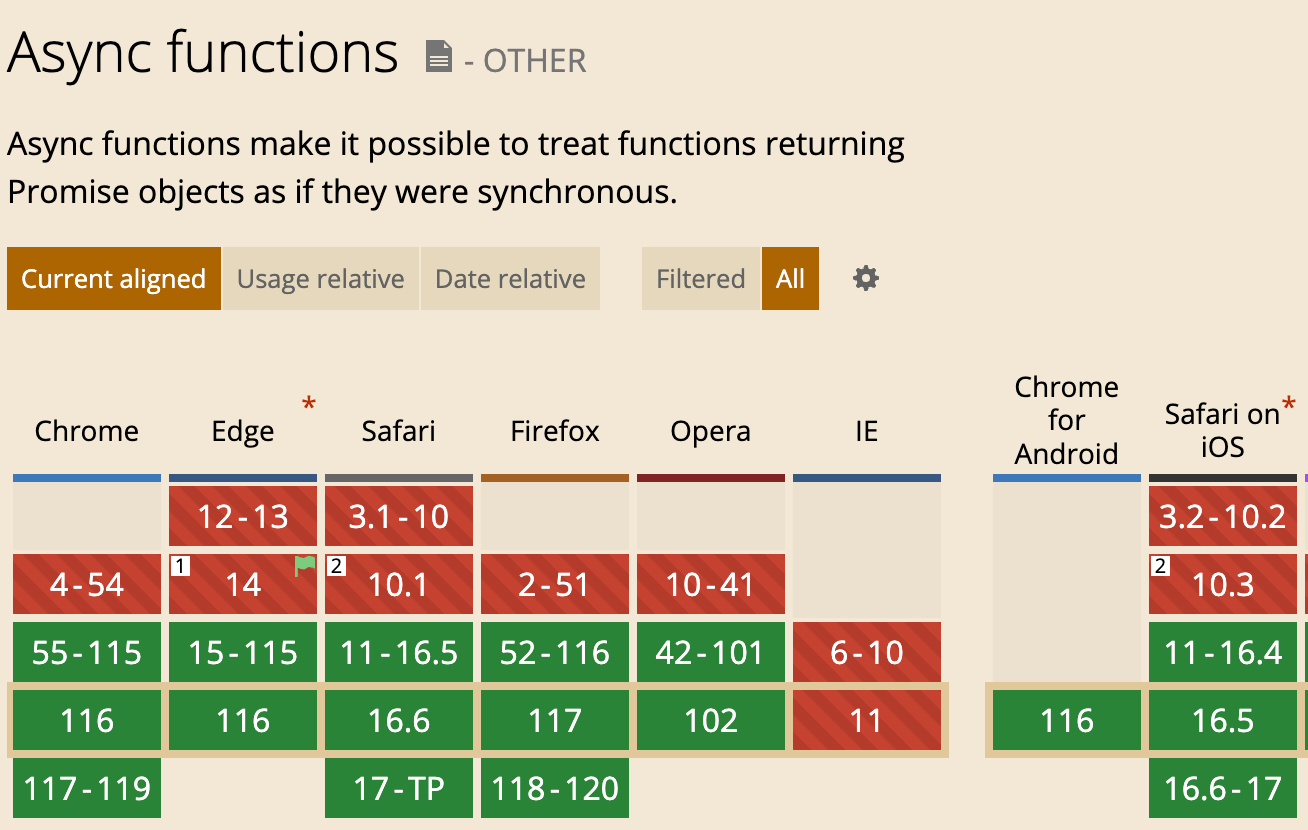 Async functions - OTHER
Async functions make it possible to treat functions returning
Promise objects as if they were synchronous.
Current aligned Usage relative Date relative Filtered All
Chrome Edge * Safari Firefox Opera IE Chrome for Android Safari on iOS *
12-13 3.1-10 3.2-10.2
4-54 1 14 2 10.1 2-51 10-41 2 10.3
55-115 15-115 11-16.5 52-116 42-101 6-10 11-16.4
116 116 16.6 117 102 11 116 16.5
117-119 17-TP 118-120 16.6-17